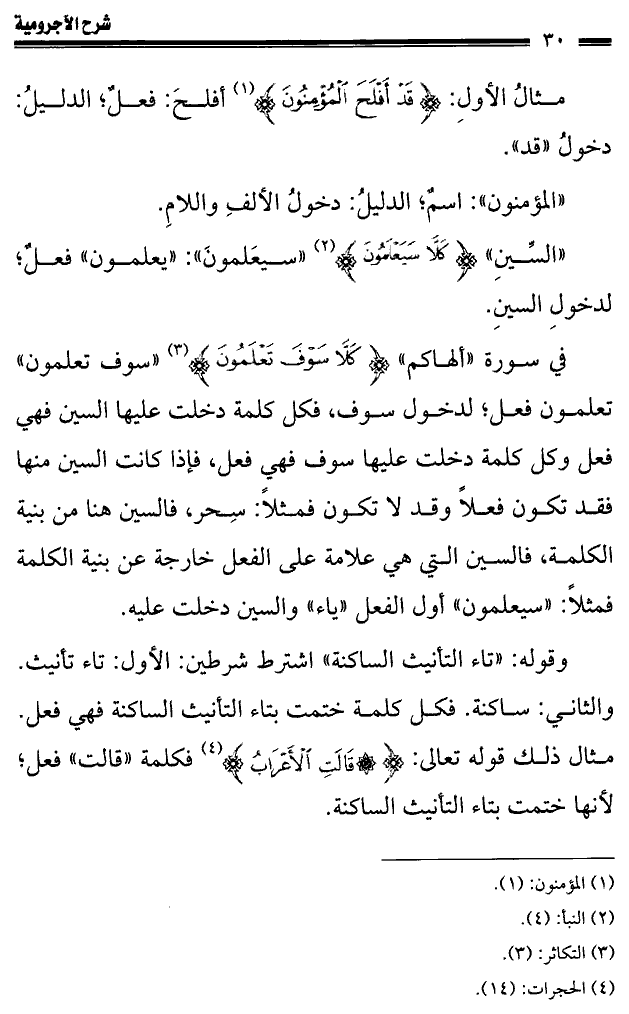 شرح الآجرومية
٣٠
مثالُ الأولِ: ﴿ قَدْ أَفْلَحَ الْمُؤْمِنُونَ ﴾(١) أفلحَ: فعلٌ؛ الدليلُ:
دخولُ «قد».
«المؤمنون»: اسمٌ؛ الدليلُ: دخولُ الألفِ واللامِ.
«السِّينِ» ﴿ كَلَّا سَيَعْلَمُونَ ﴾(٢) «سيعَلمونَ»: «يعلمون» فعلٌ؛
لدخولِ السينِ.
في سورة «ألهاكم» ﴿ كَلَّا سَوْفَ تَعْلَمُونَ ﴾(٣) «سوف تعلمون»
تعلمون فعل؛ لدخول سوف، فكل كلمة دخلت عليها السين فهي
فعل وكل كلمة دخلت عليها سوف فهي فعل، فإذا كانت السين منها
فقد تكون فعلاً وقد لا تكون فمثلاً: سِحر، فالسين هنا من بنية
الكلمة، فالسين التي هي علامة على الفعل خارجة عن بنية الكلمة
فمثلاً: «سيعلمون» أول الفعل «ياء» والسين دخلت عليه.
وقوله: «تاء التأنيث الساكنة» اشترط شرطين: الأول: تاء تأنيث.
والثاني: ساكنة. فكل كلمة ختمت بتاء التأنيث الساكنة فهي فعل.
مثال ذلك قوله تعالى: ﴿ ۞ قَالَتِ الْأَعْرَابُ ﴾(٤) فكلمة «قالت» فعل؛
لأنها ختمت بتاء التأنيث الساكنة.
(١) المؤمنون: (١).
(٢) النبأ: (٤).
(٣) التكاثر: (٣).
(٤) الحجرات: (١٤).